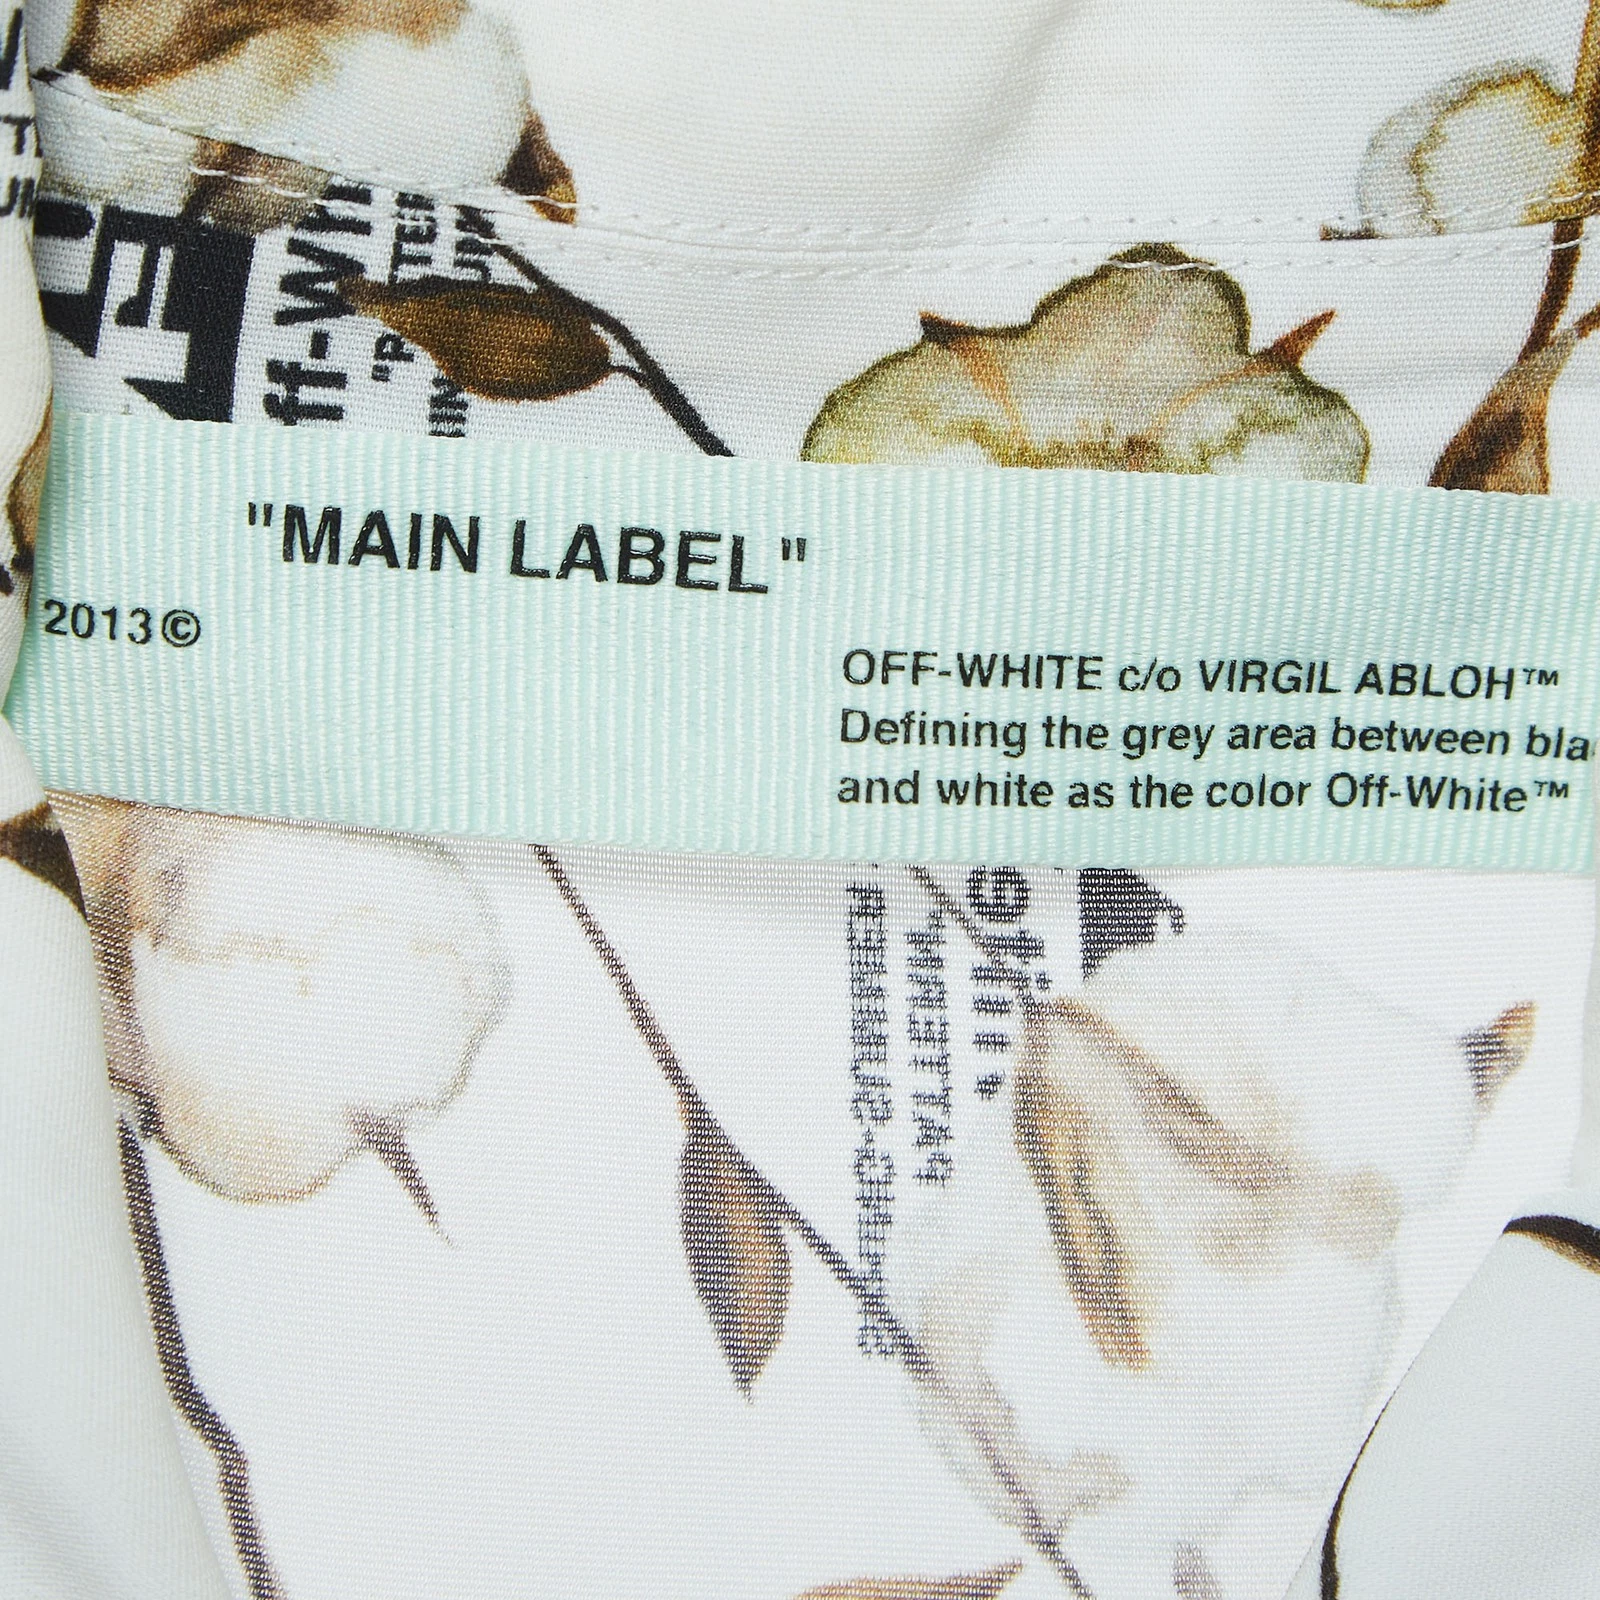 "MAIN LABEL"
2013©
OFF-WHITE c/o VIRGIL ABLOH™
Defining the grey area between
and white as the color Off-White™
"PATTERN